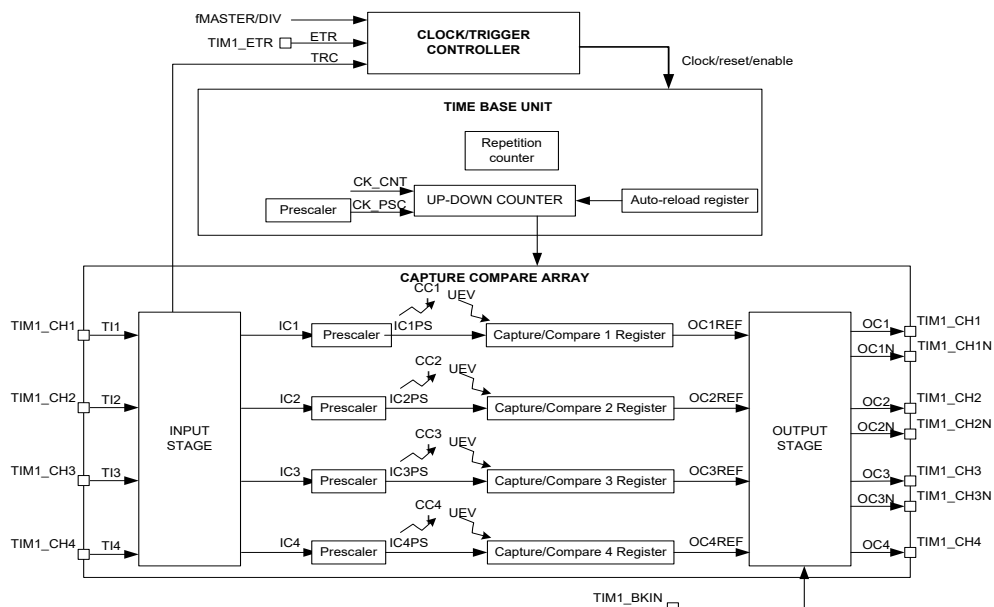 fMASTER/DIV
TIM1_ETR
ETR
TRC
CLOCK/TRIGGER
CONTROLLER
Clock/reset/enable
TIME BASE UNIT
Repetition
counter
CK_CNT
CK_PSC
Prescaler
UP-DOWN COUNTER
Auto-reload register
CAPTURE COMPARE ARRAY
CC1
UEV
TIM1_CH1
TI1
IC1
Prescaler
IC1PS
Capture/Compare 1 Register
OC1REF
OC1
TIM1_CH1
OC1N
TIM1_CH1N
CC2
UEV
TIM1_CH2
TI2
IC2
Prescaler
IC2PS
Capture/Compare 2 Register
OC2REF
OC2
TIM1_CH2
OC2N
TIM1_CH2N
INPUT
STAGE
OUTPUT
STAGE
CC3
UEV
TIM1_CH3
TI3
IC3
Prescaler
IC3PS
Capture/Compare 3 Register
OC3REF
OC3
TIM1_CH3
OC3N
TIM1_CH3N
CC4
UEV
TIM1_CH4
TI4
IC4
Prescaler
IC4PS
Capture/Compare 4 Register
OC4REF
OC4
TIM1_CH4
TIM1_BKIN